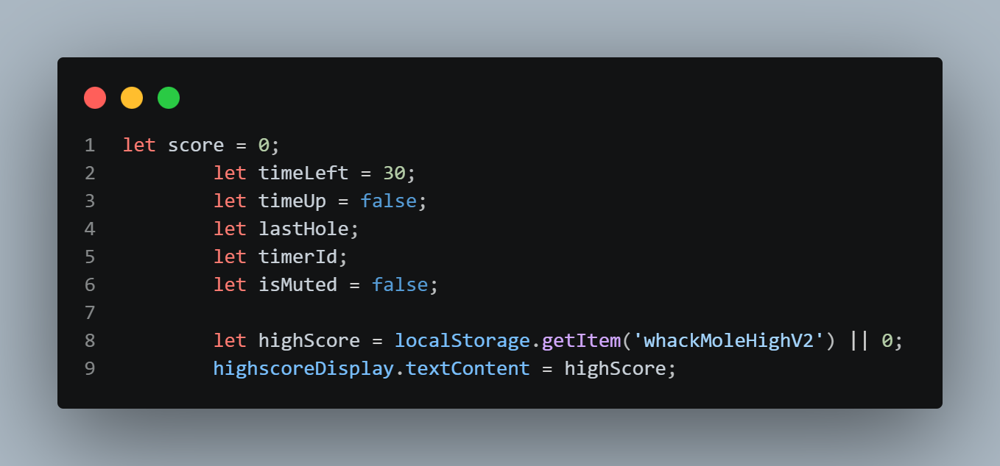 1 let score = 0;
2         let timeLeft = 30;
3         let timeUp = false;
4         let lastHole;
5         let timerId;
6         let isMuted = false;
7
8         let highScore = localStorage.getItem('whackMoleHighV2') || 0;
9         highscoreDisplay.textContent = highScore;